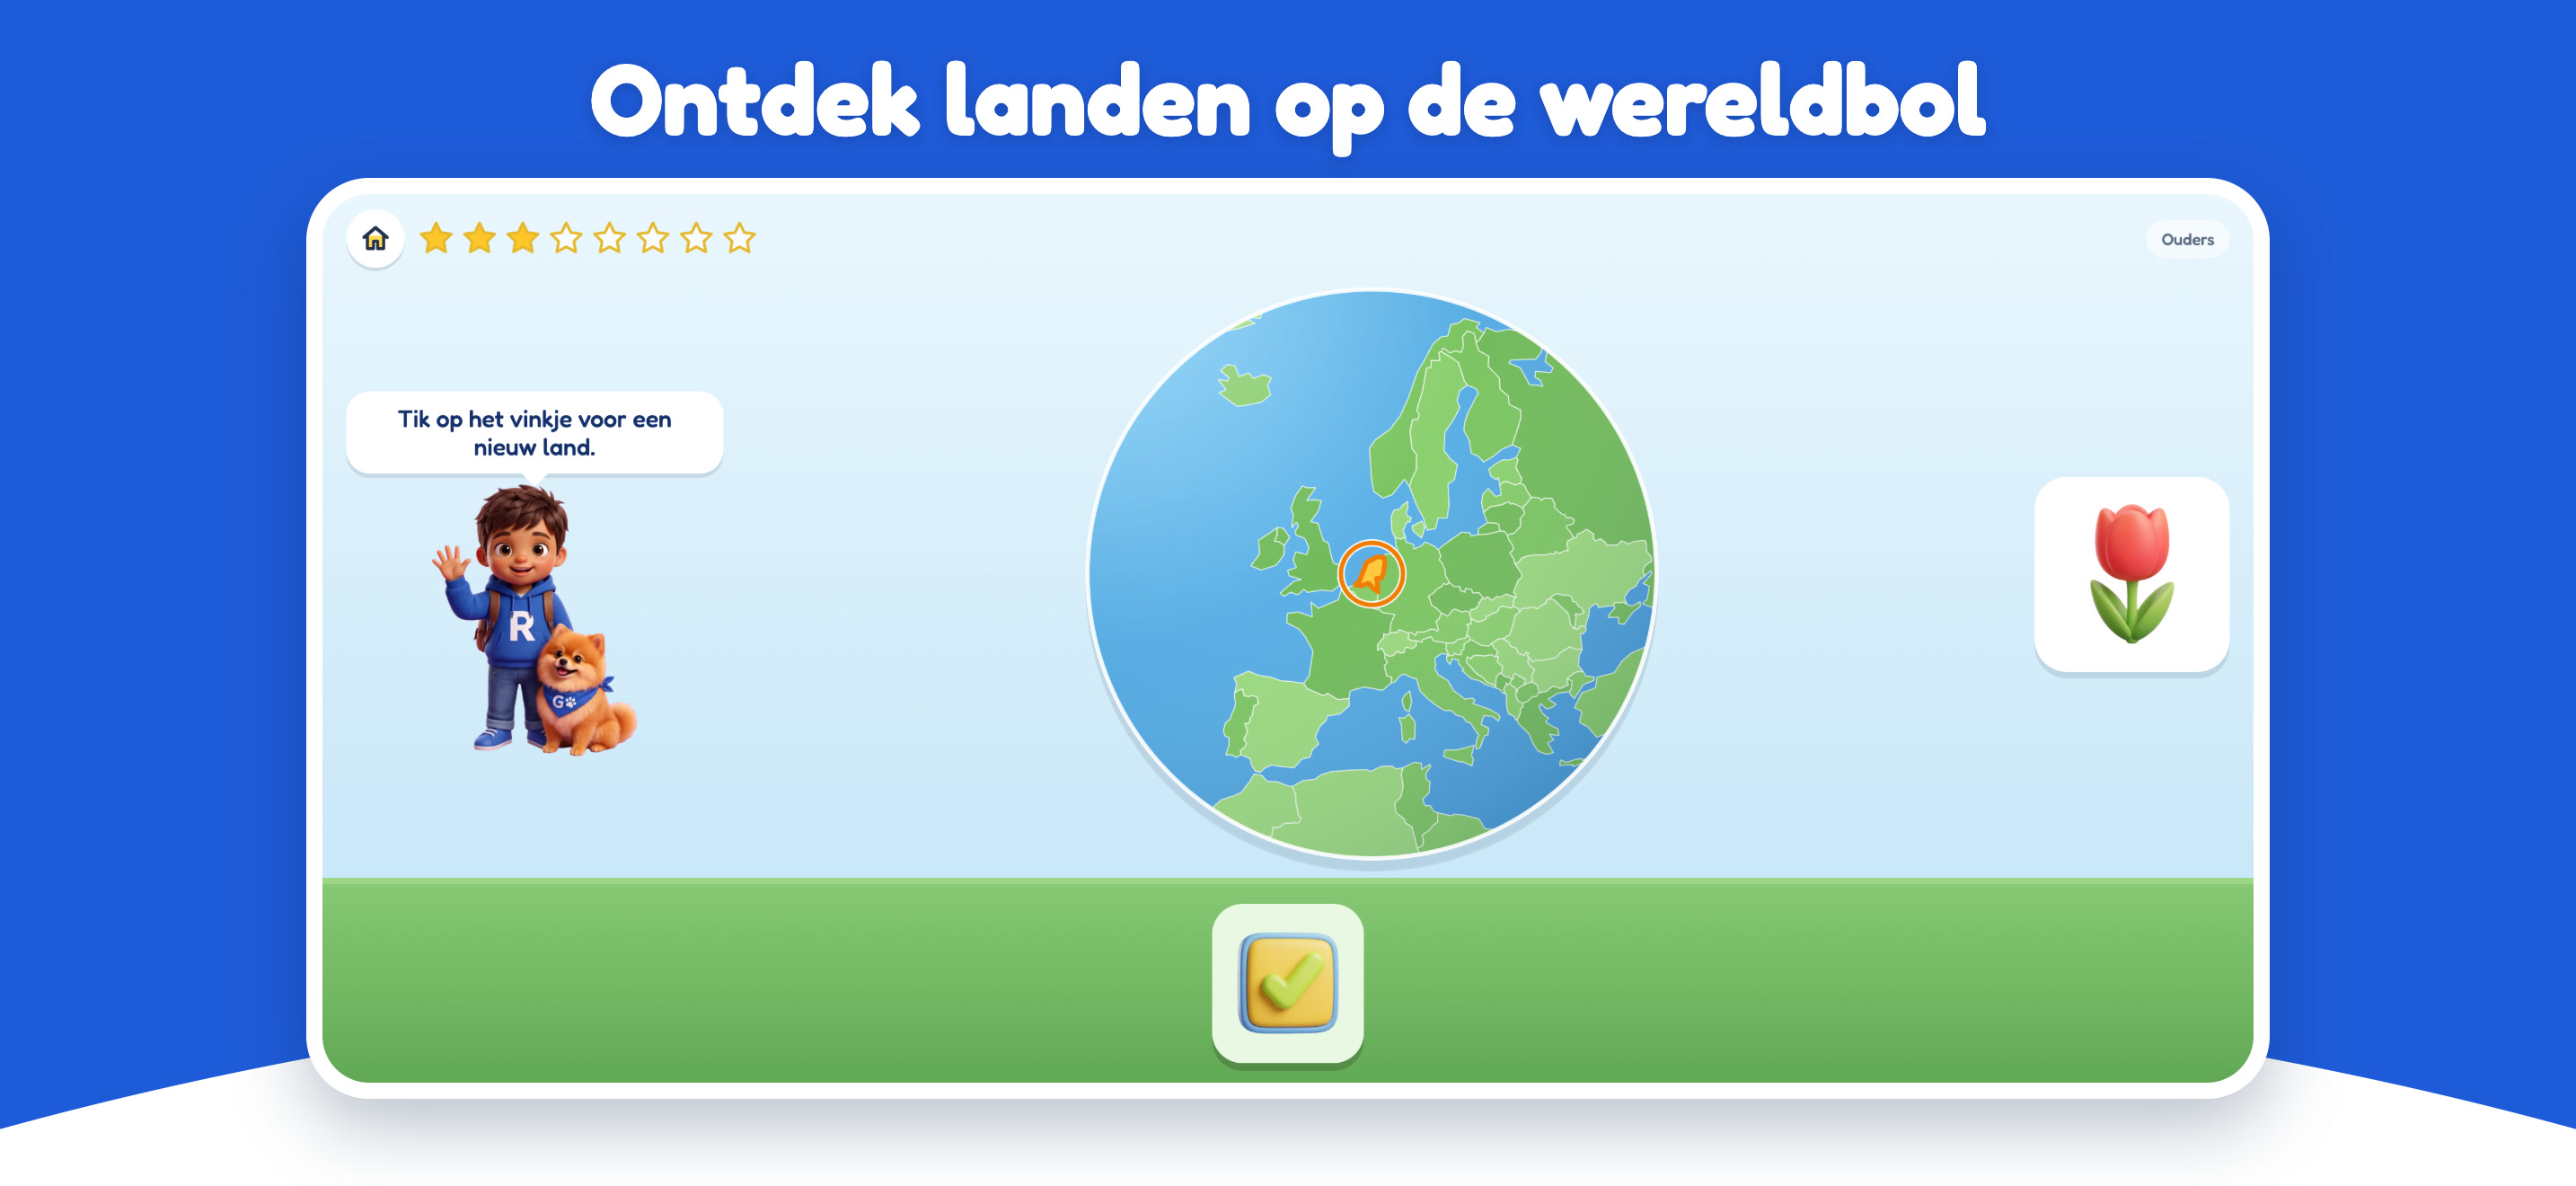 Ontdek landen op de wereldbol
Ouders
Tik op het vinkje voor een
nieuw land.
R
G